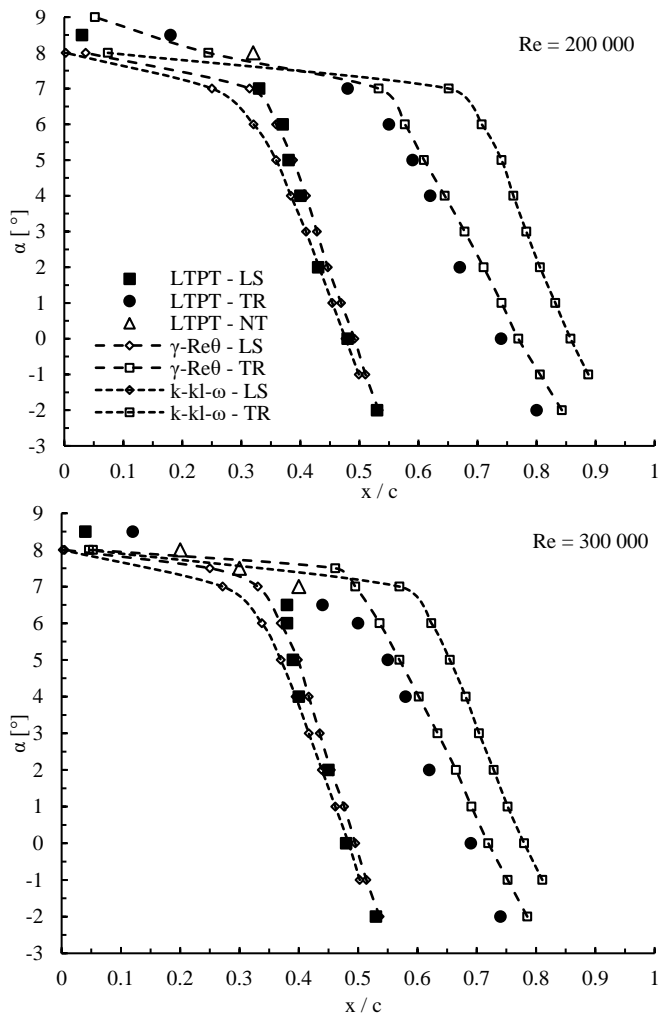 9
8
7
6
5
4
3
2
1
0
-1
-2
-3
α [ °]
Re = 200 000
LTPT - LS
LTPT - TR
LTPT - NT
γ-Reθ - LS
γ-Reθ - TR
k-kl-ω - LS
k-kl-ω - TR
0 0.1 0.2 0.3 0.4 0.5 0.6 0.7 0.8 0.9 1
x / c
9
8
7
6
5
4
3
2
1
0
-1
-2
-3
α [ °]
Re = 300 000
0 0.1 0.2 0.3 0.4 0.5 0.6 0.7 0.8 0.9 1
x / c